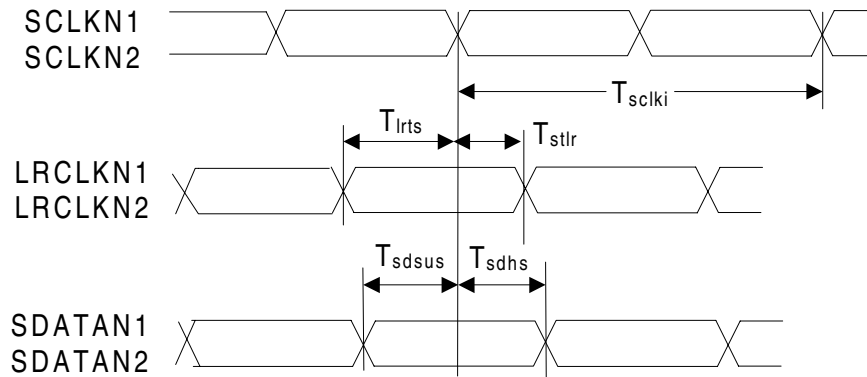 SCLKN1
SCLKN2
Tsclki
Tlrts
Tstlr
LRCLKN1
LRCLKN2
Tsdsus
Tsdhs
SDATAN1
SDATAN2